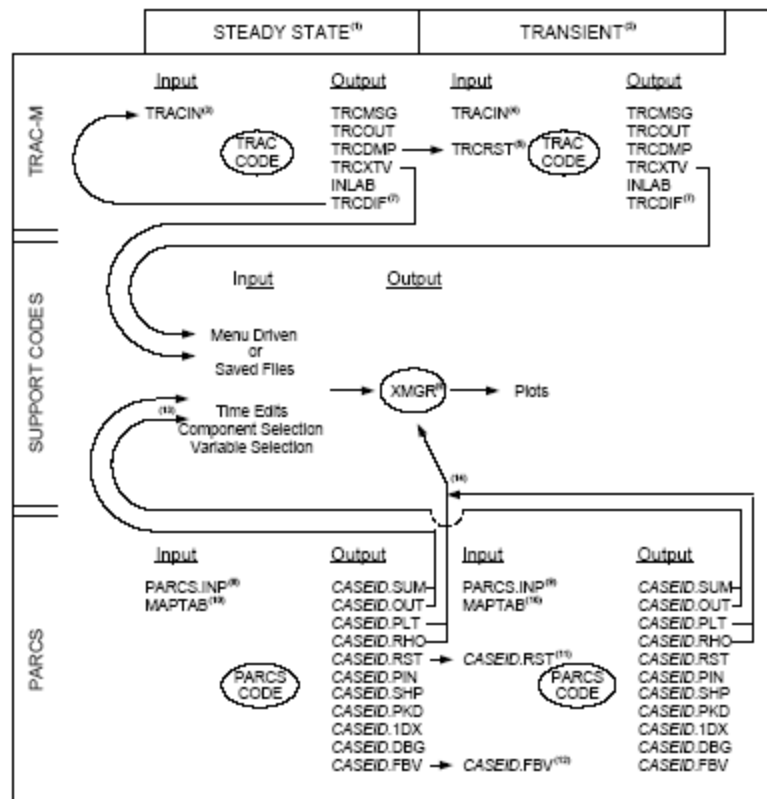 STEADY STATE(1) TRANSIENT(2)
TRAC-M
Input Output Input Output
TRACIN(3) TRCMSG TRACIN(4) TRCMSG
TRCOUT TRCOUT
TRAC CODE TRCDMP TRCRST(5) TRAC CODE TRCDMP
TRCXTV TRCXTV
INLAB INLAB
TRCDIF(7) TRCDIF(7)
SUPPORT CODES
Input Output
Menu Driven
or
Saved Files
XMGR Plots
(13) Time Edits
Component Selection
Variable Selection
(14)
PARCS
Input Output Input Output
PARCS.INP(8) CASEID.SUM PARCS.INP(9) CASEID.SUM
MAPTAB(10) CASEID.OUT MAPTAB(10) CASEID.OUT
CASEID.PLT CASEID.PLT
CASEID.RHO CASEID.RHO
CASEID.RST CASEID.RST(11) CASEID.RST
PARCS CODE CASEID.PIN PARCS CODE CASEID.PIN
CASEID.SHP CASEID.SHP
CASEID.PKD CASEID.PKD
CASEID.1DX CASEID.1DX
CASEID.DBG CASEID.DBG
CASEID.FBV CASEID.FBV(12) CASEID.FBV